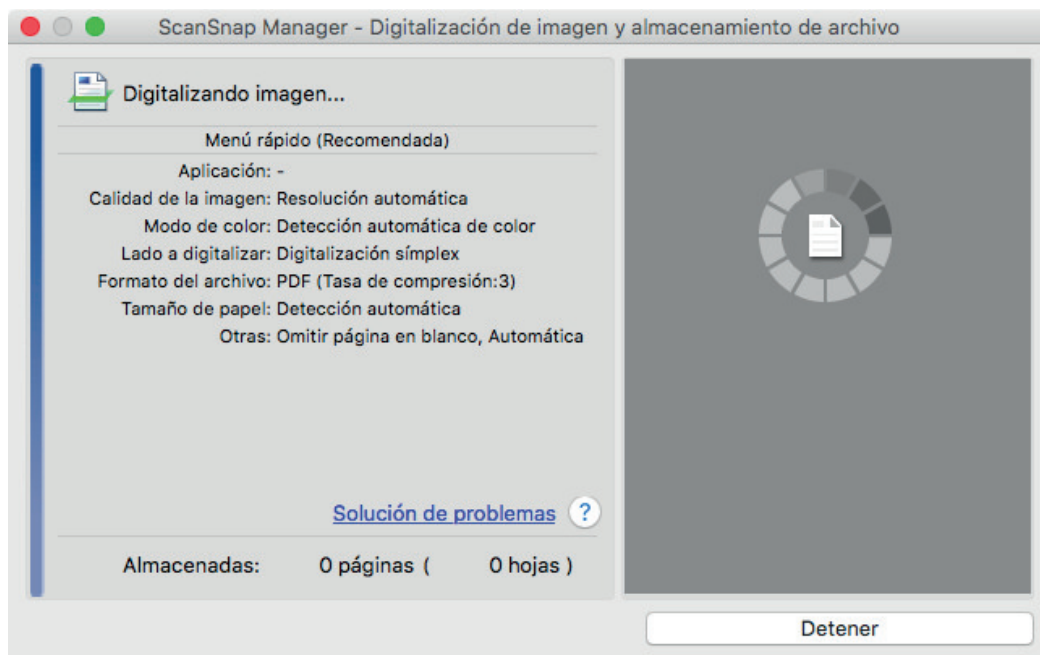 ScanSnap Manager - Digitalización de imagen y almacenamiento de archivo
Digitalizando imagen...
Menú rápido (Recomendada)
Aplicación: -
Calidad de la imagen: Resolución automática
Modo de color: Detección automática de color
Lado a digitalizar: Digitalización símplex
Formato del archivo: PDF (Tasa de compresión:3)
Tamaño de papel: Detección automática
Otras: Omitir página en blanco, Automática
Solución de problemas ?
Almacenadas: 0 páginas ( 0 hojas )
Detener